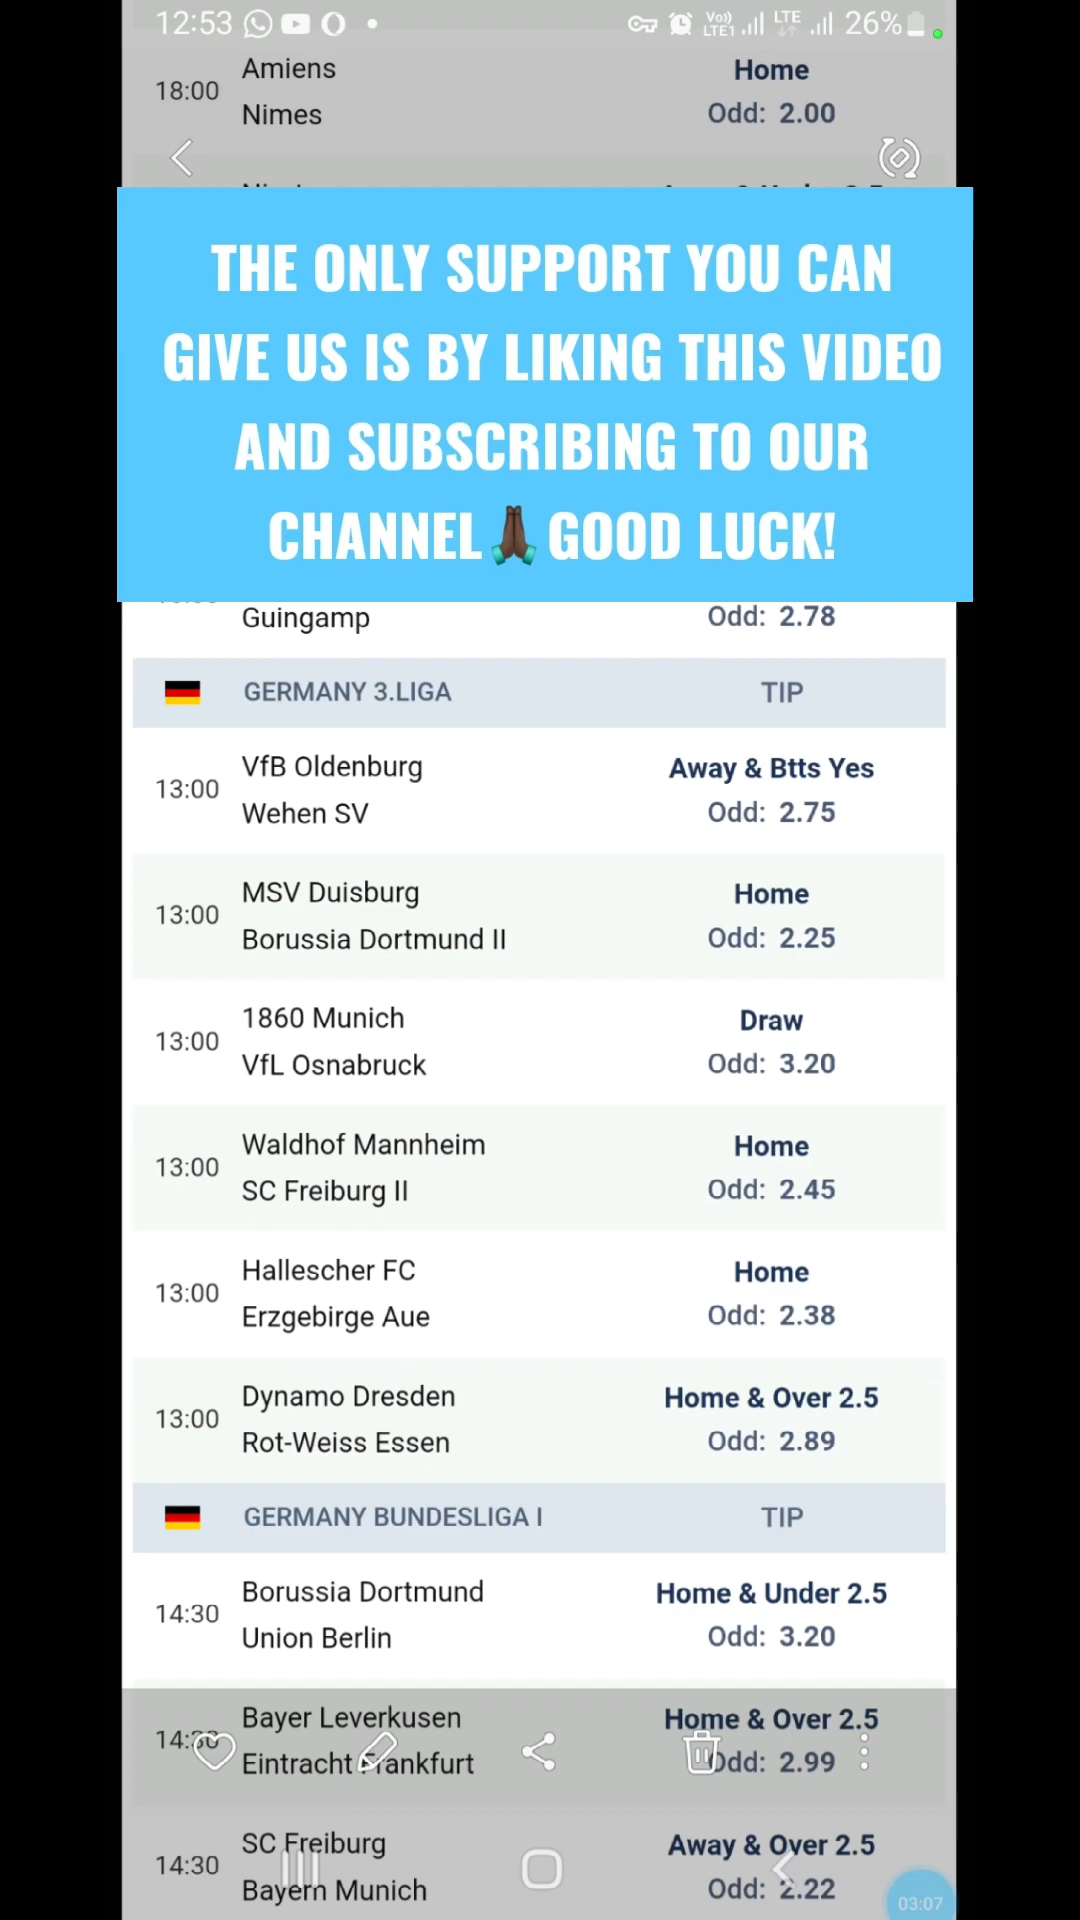 12:53
Vo)) LTE1 LTE 26%
Amiens Home
18:00
Nimes Odd: 2.00
THE ONLY SUPPORT YOU CAN
GIVE US IS BY LIKING THIS VIDEO
AND SUBSCRIBING TO OUR
CHANNEL🙏🏿GOOD LUCK!
Guingamp Odd: 2.78
GERMANY 3.LIGA TIP
VfB Oldenburg Away & Btts Yes
13:00
Wehen SV Odd: 2.75
MSV Duisburg Home
13:00
Borussia Dortmund II Odd: 2.25
1860 Munich Draw
13:00
VfL Osnabruck Odd: 3.20
Waldhof Mannheim Home
13:00
SC Freiburg II Odd: 2.45
Hallescher FC Home
13:00
Erzgebirge Aue Odd: 2.38
Dynamo Dresden Home & Over 2.5
13:00
Rot-Weiss Essen Odd: 2.89
GERMANY BUNDESLIGA I TIP
Borussia Dortmund Home & Under 2.5
14:30
Union Berlin Odd: 3.20
Bayer Leverkusen Home & Over 2.5
14:30
Eintracht Frankfurt Odd: 2.99
SC Freiburg Away & Over 2.5
14:30
Bayern Munich Odd: 2.22
03:07